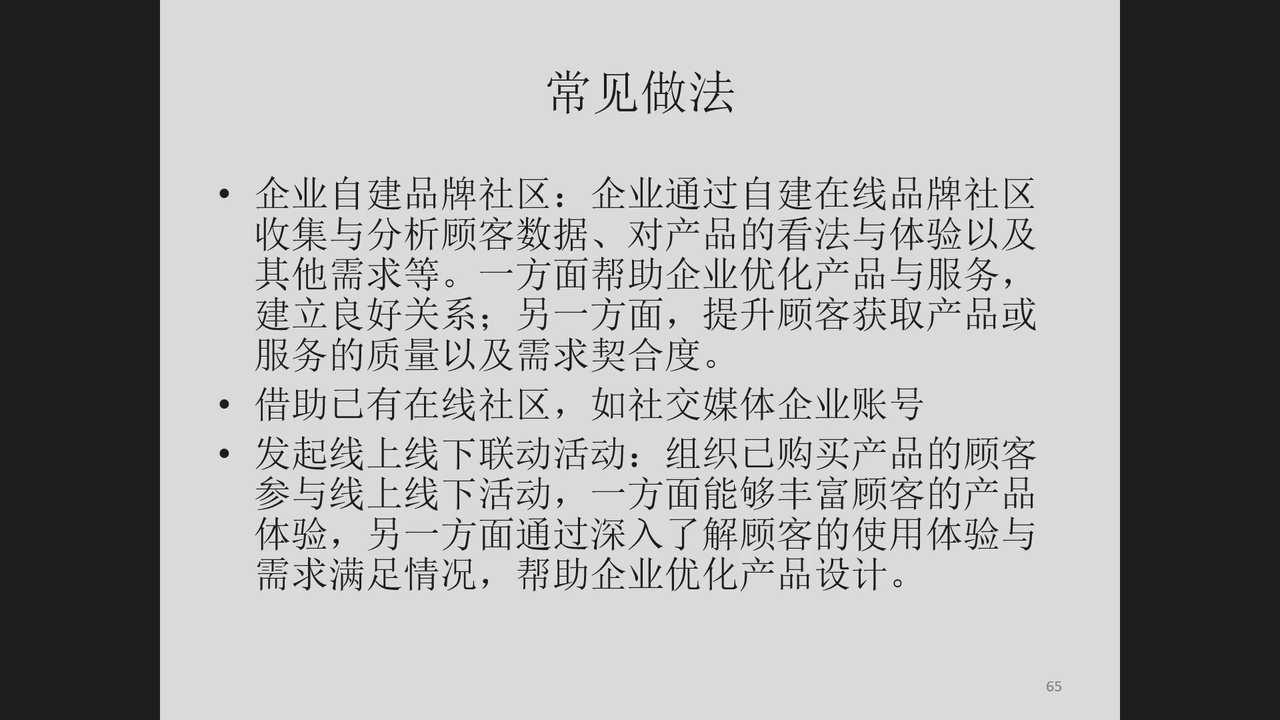 常见做法
• 企业自建品牌社区：企业通过自建在线品牌社区
收集与分析顾客数据、对产品的看法与体验以及
其他需求等。一方面帮助企业优化产品与服务，
建立良好关系；另一方面，提升顾客获取产品或
服务的质量以及需求契合度。
• 借助已有在线社区，如社交媒体企业账号
• 发起线上线下联动活动：组织已购买产品的顾客
参与线上线下活动，一方面能够丰富顾客的产品
体验，另一方面通过深入了解顾客的使用体验与
需求满足情况，帮助企业优化产品设计。
65